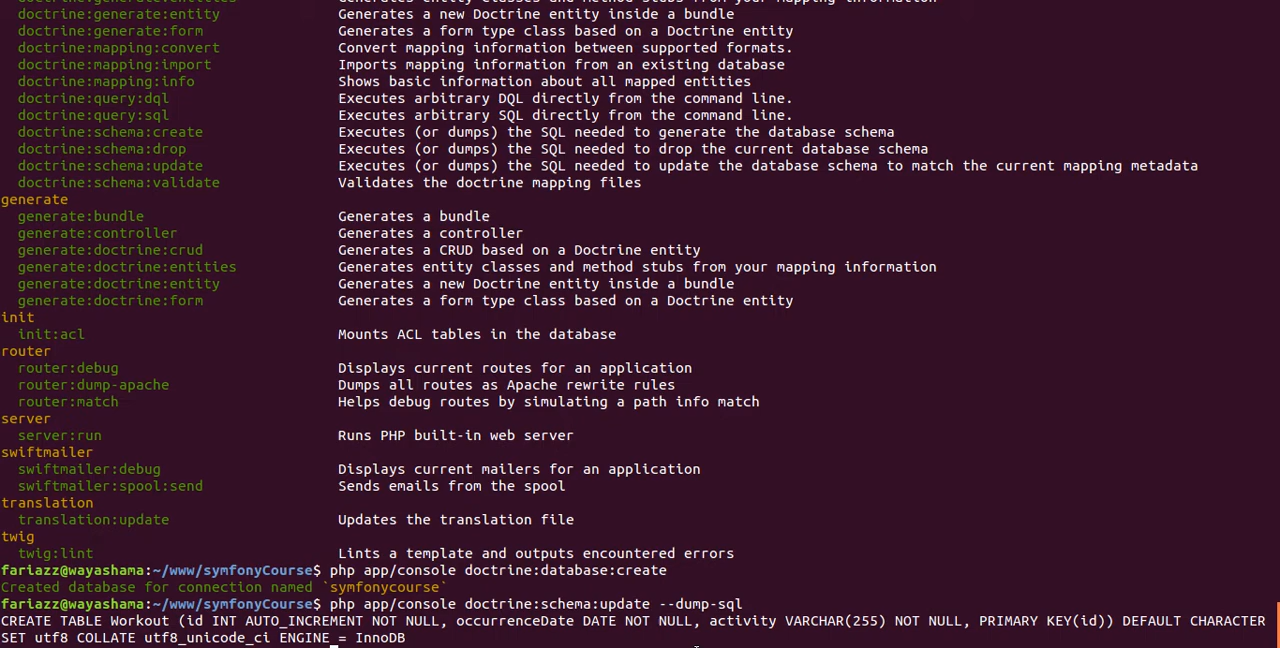 doctrine:generate:entities Generates entity classes and method stubs from your mapping information
doctrine:generate:entity Generates a new Doctrine entity inside a bundle
doctrine:generate:form Generates a form type class based on a Doctrine entity
doctrine:mapping:convert Convert mapping information between supported formats.
doctrine:mapping:import Imports mapping information from an existing database
doctrine:mapping:info Shows basic information about all mapped entities
doctrine:query:dql Executes arbitrary DQL directly from the command line.
doctrine:query:sql Executes arbitrary SQL directly from the command line.
doctrine:schema:create Executes (or dumps) the SQL needed to generate the database schema
doctrine:schema:drop Executes (or dumps) the SQL needed to drop the current database schema
doctrine:schema:update Executes (or dumps) the SQL needed to update the database schema to match the current mapping metadata
doctrine:schema:validate Validates the doctrine mapping files
generate
generate:bundle Generates a bundle
generate:controller Generates a controller
generate:doctrine:crud Generates a CRUD based on a Doctrine entity
generate:doctrine:entities Generates entity classes and method stubs from your mapping information
generate:doctrine:entity Generates a new Doctrine entity inside a bundle
generate:doctrine:form Generates a form type class based on a Doctrine entity
init
init:acl Mounts ACL tables in the database
router
router:debug Displays current routes for an application
router:dump-apache Dumps all routes as Apache rewrite rules
router:match Helps debug routes by simulating a path info match
server
server:run Runs PHP built-in web server
swiftmailer
swiftmailer:debug Displays current mailers for an application
swiftmailer:spool:send Sends emails from the spool
translation
translation:update Updates the translation file
twig
twig:lint Lints a template and outputs encountered errors
fariazz@wayashama:~/www/symfonyCourse$ php app/console doctrine:database:create
Created database for connection named `symfonycourse`
fariazz@wayashama:~/www/symfonyCourse$ php app/console doctrine:schema:update --dump-sql
CREATE TABLE Workout (id INT AUTO_INCREMENT NOT NULL, occurrenceDate DATE NOT NULL, activity VARCHAR(255) NOT NULL, PRIMARY KEY(id)) DEFAULT CHARACTER
SET utf8 COLLATE utf8_unicode_ci ENGINE = InnoDB